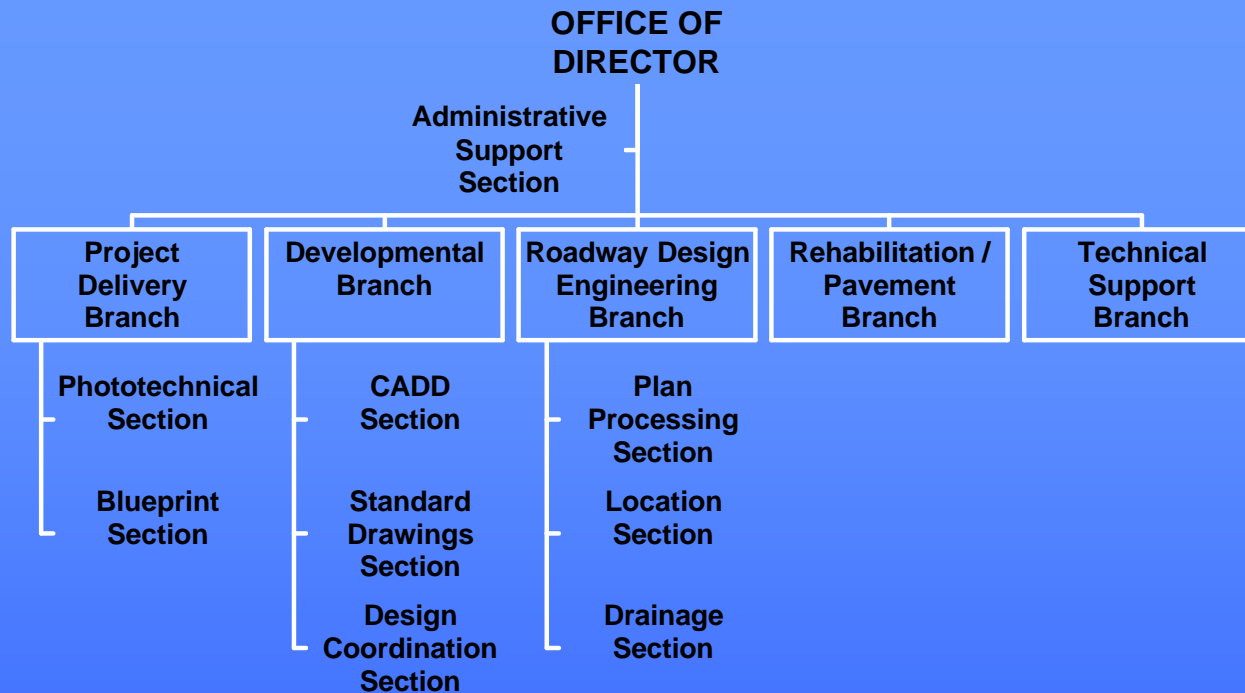 OFFICE OF
DIRECTOR
Administrative
Support
Section
Project
Delivery
Branch
Developmental
Branch
Roadway Design
Engineering
Branch
Rehabilitation /
Pavement
Branch
Technical
Support
Branch
Phototechnical
Section
Blueprint
Section
CADD
Section
Standard
Drawings
Section
Design
Coordination
Section
Plan
Processing
Section
Location
Section
Drainage
Section